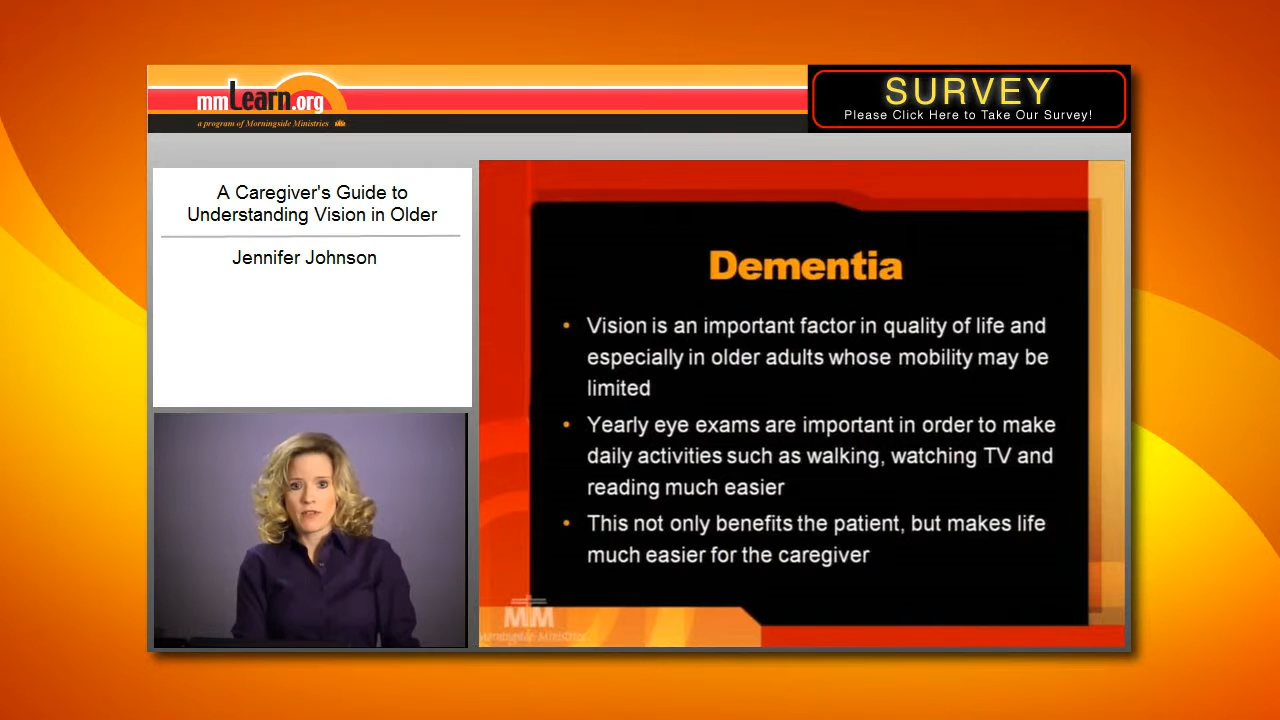 mmLearn.org
a program of Morningside Ministries
SURVEY
Please Click Here to Take Our Survey!
A Caregiver's Guide to
Understanding Vision in Older
Jennifer Johnson
Dementia
• Vision is an important factor in quality of life and
especially in older adults whose mobility may be
limited
• Yearly eye exams are important in order to make
daily activities such as walking, watching TV and
reading much easier
• This not only benefits the patient, but makes life
much easier for the caregiver
MM
Morningside Ministries